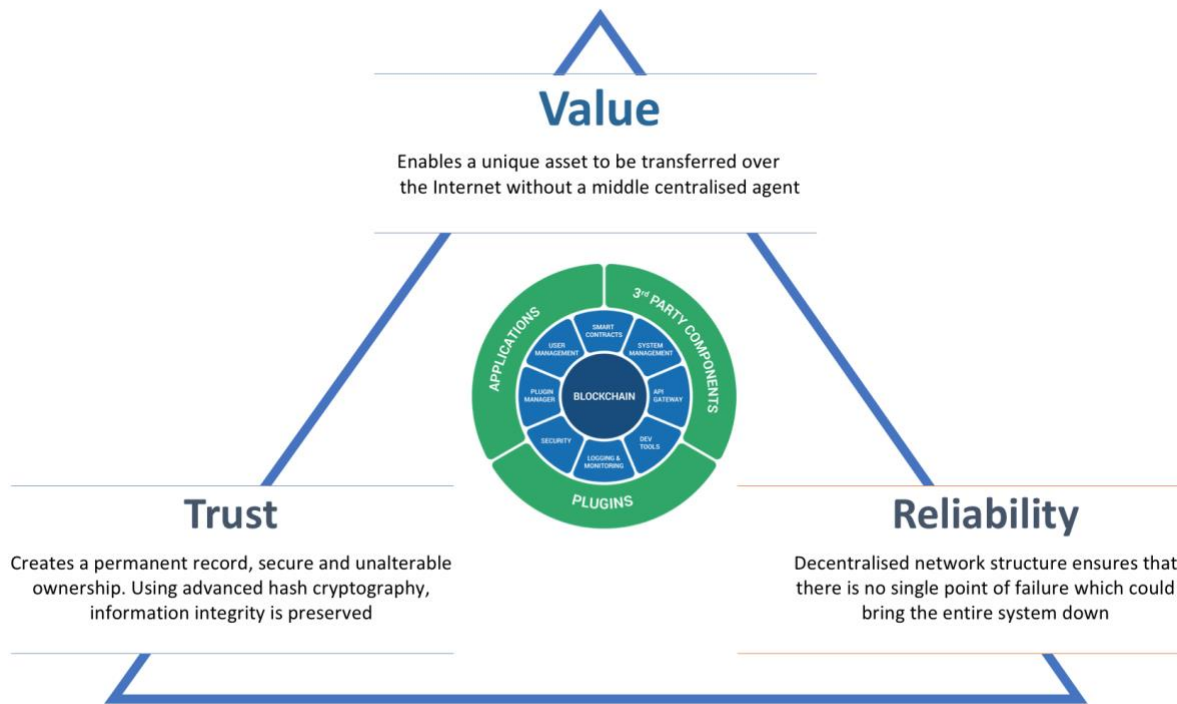 Value
Enables a unique asset to be transferred over
the Internet without a middle centralised agent
APPLICATIONS
3rd PARTY COMPONENTS
PLUGINS
SMART
CONTRACTS
SYSTEM
MANAGEMENT
API
GATEWAY
DEV
TOOLS
LOGGING &
MONITORING
SECURITY
PLUGIN
MANAGER
USER
MANAGEMENT
BLOCKCHAIN
Trust
Creates a permanent record, secure and unalterable
ownership. Using advanced hash cryptography,
information integrity is preserved
Reliability
Decentralised network structure ensures that
there is no single point of failure which could
bring the entire system down